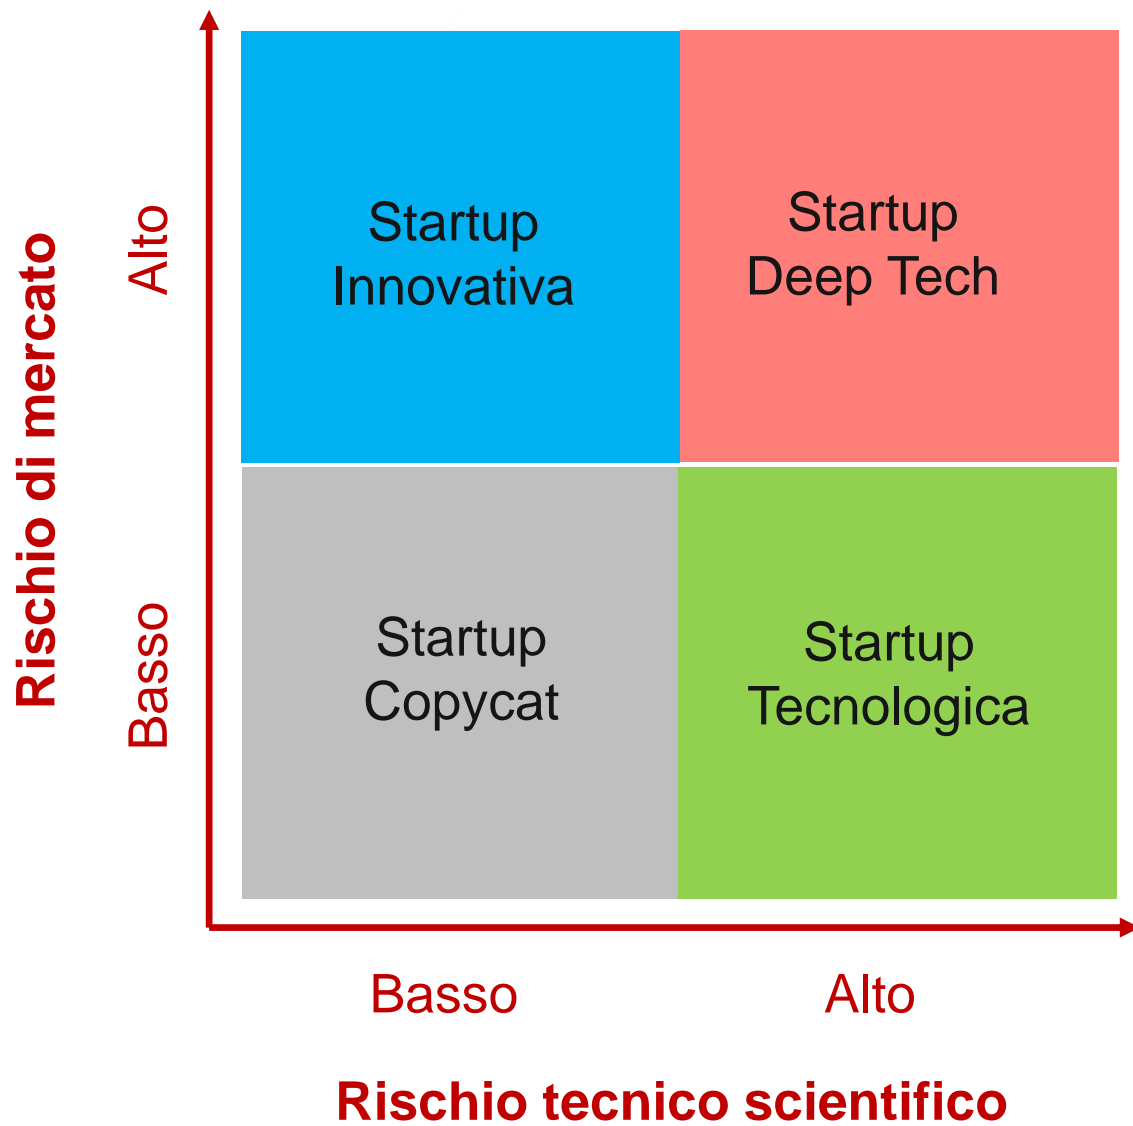 Rischio di mercato
Alto
Basso
Startup
Innovativa
Startup
Deep Tech
Startup
Copycat
Startup
Tecnologica
Basso
Alto
Rischio tecnico scientifico